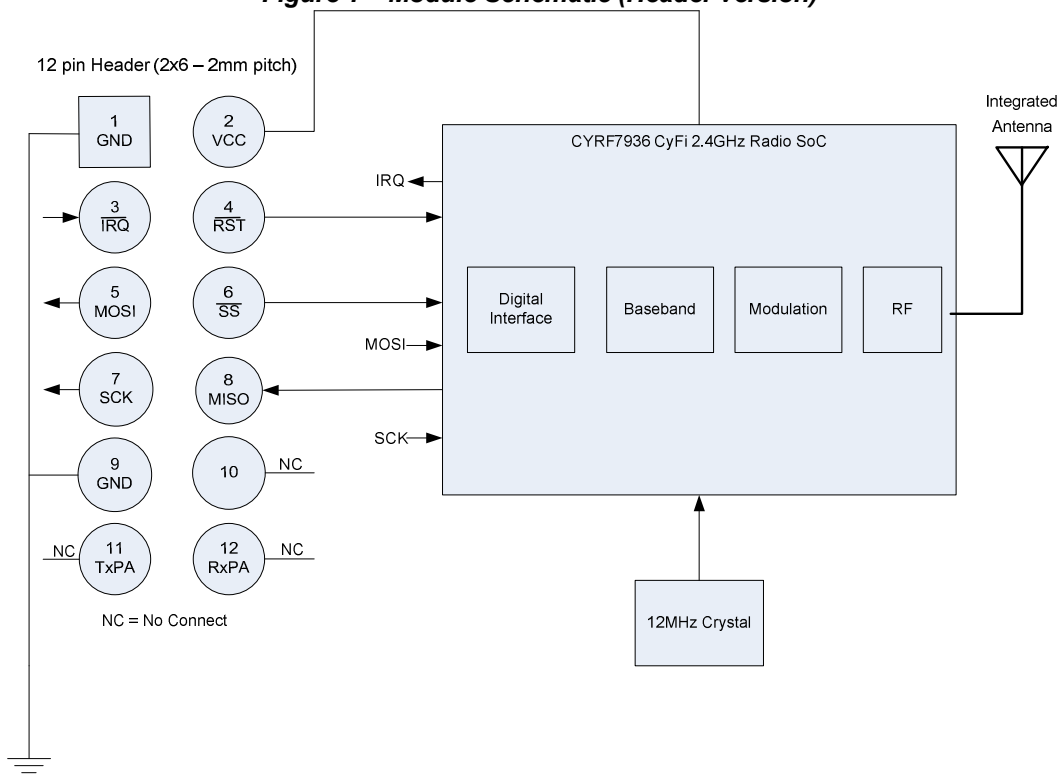 Figure 1 – Module Schematic (Header Version)
12 pin Header (2x6 – 2mm pitch)
1
GND
2
VCC
3
IRQ
4
RST
5
MOSI
6
SS
7
SCK
8
MISO
9
GND
10
NC
11
TxPA
NC
12
RxPA
NC
NC = No Connect
CYRF7936 CyFi 2.4GHz Radio SoC
IRQ
MOSI
SCK
Digital
Interface
Baseband
Modulation
RF
Integrated
Antenna
12MHz Crystal